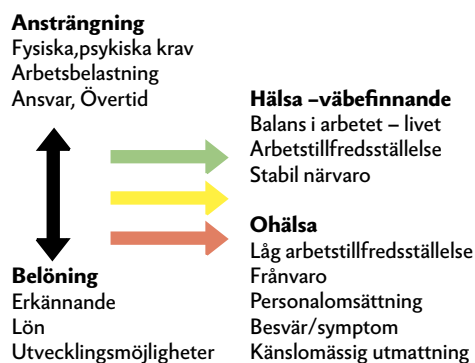 Ansträngning
Fysiska,psykiska krav
Arbetsbelastning
Ansvar, Övertid
Belöning
Erkännande
Lön
Utvecklingsmöjligheter
Hälsa –väbefinnande
Balans i arbetet – livet
Arbetstillfredsställelse
Stabil närvaro
Ohälsa
Låg arbetstillfredsställelse
Frånvaro
Personalomsättning
Besvär/symptom
Känslomässig utmattning